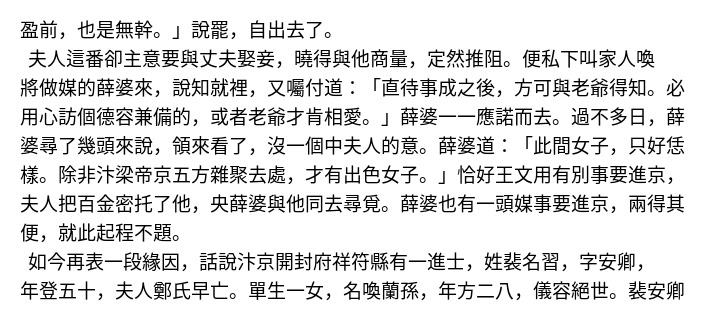 盈前，也是無幹。」說罷，自出去了。
夫人這番卻主意要與丈夫娶妾，曉得與他商量，定然推阻。便私下叫家人喚
將做媒的薛婆來，說知就裡，又囑付道：「直待事成之後，方可與老爺得知。必
用心訪個德容兼備的，或者老爺才肯相愛。」薛婆一一應諾而去。過不多日，薛
婆尋了幾頭來說，領來看了，沒一個中夫人的意。薛婆道：「此間女子，只好恁
樣。除非汴梁帝京五方雜聚去處，才有出色女子。」恰好王文用有別事要進京，
夫人把百金密托了他，央薛婆與他同去尋覓。薛婆也有一頭媒事要進京，兩得其
便，就此起程不題。
如今再表一段緣因，話說汴京開封府祥符縣有一進士，姓裴名習，字安卿，
年登五十，夫人鄭氏早亡。單生一女，名喚蘭孫，年方二八，儀容絕世。裴安卿